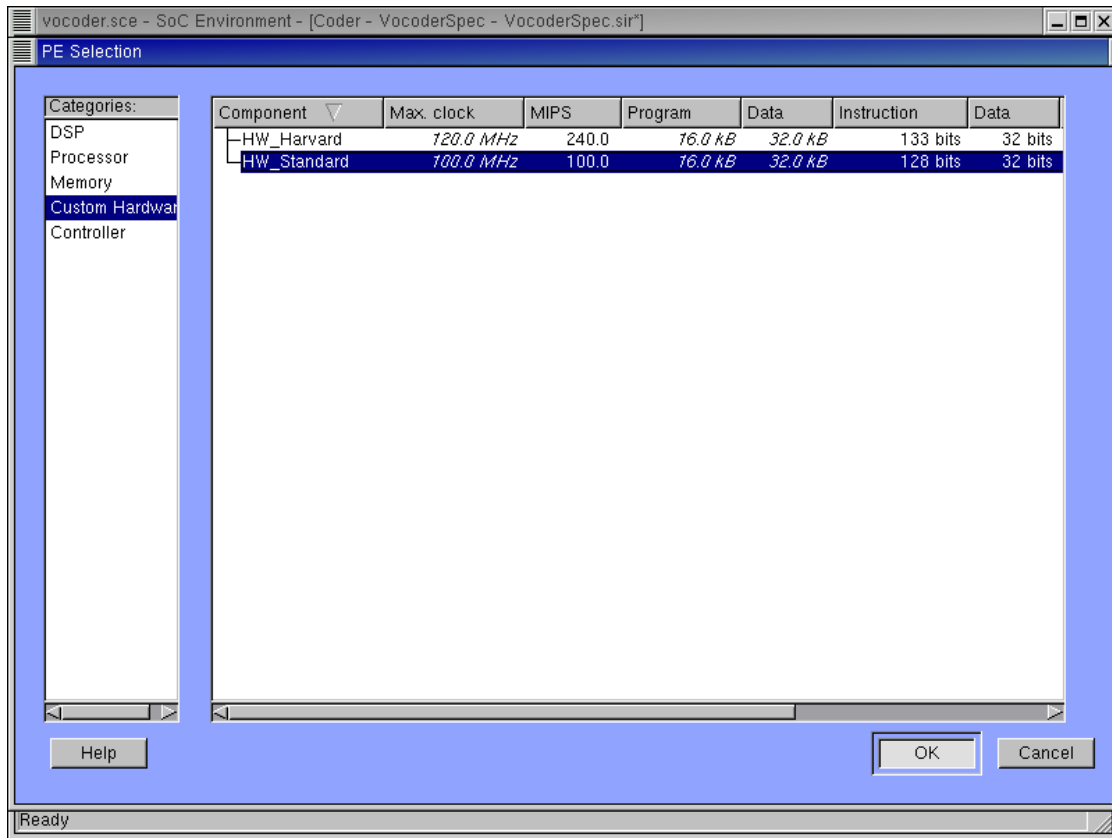 vocoder.sce - SoC Environment - [Coder - VocoderSpec - VocoderSpec.sir*]
PE Selection
Categories:
DSP
Processor
Memory
Custom Hardwar
Controller
Component Max. clock MIPS Program Data Instruction Data
HW_Harvard 120.0 MHz 240.0 16.0 kB 32.0 kB 133 bits 32 bits
HW_Standard 100.0 MHz 100.0 16.0 kB 32.0 kB 128 bits 32 bits
Help OK Cancel
Ready